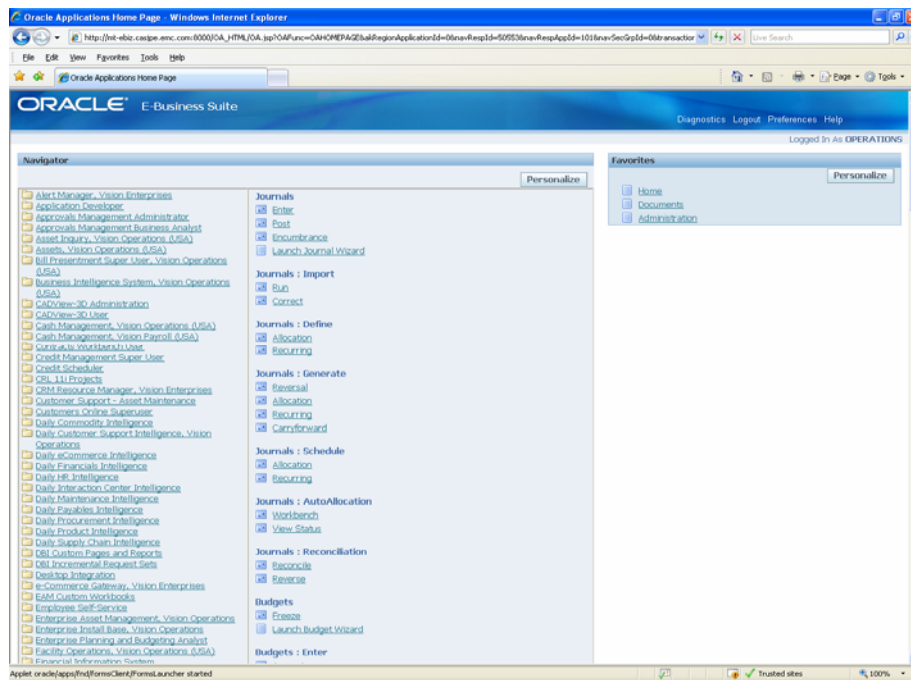 Oracle Applications Home Page - Windows Internet Explorer
Live Search
File Edit View Favorites Tools Help
Oracle Applications Home Page
Page Tools
ORACLE E-Business Suite
Diagnostics Logout Preferences Help
Logged In As OPERATIONS
Navigator
Personalize
Alert Manager, Vision Enterprises
Application Developer
Approvals Management Administrator
Approvals Management Business Analyst
Asset Inquiry, Vision Operations (USA)
Assets, Vision Operations (USA)
Bill Presentment Super User, Vision Operations
(USA)
Business Intelligence System, Vision Operations
(USA)
CADView-3D Administration
CADView-3D User
Cash Management, Vision Operations (USA)
Cash Management, Vision Payroll (USA)
Contracts Workbench User
Credit Management Super User
Credit Scheduler
CRL 11i Projects
CRM Resource Manager, Vision Enterprises
Customer Support - Asset Maintenance
Customers Online Superuser
Daily Commodity Intelligence
Daily Customer Support Intelligence, Vision
Operations
Daily eCommerce Intelligence
Daily Financials Intelligence
Daily HR Intelligence
Daily Interaction Center Intelligence
Daily Maintenance Intelligence
Daily Payables Intelligence
Daily Procurement Intelligence
Daily Product Intelligence
Daily Supply Chain Intelligence
DBI Custom Pages and Reports
DBI Incremental Request Sets
Desktop Integration
e-Commerce Gateway, Vision Enterprises
EAM Custom Workbooks
Employee Self-Service
Enterprise Asset Management, Vision Operations
Enterprise Install Base, Vision Operations
Enterprise Planning and Budgeting Analyst
Facility Operations, Vision Operations (USA)
Financial Information System
Journals
Enter
Post
Encumbrance
Launch Journal Wizard
Journals : Import
Run
Correct
Journals : Define
Allocation
Recurring
Journals : Generate
Reversal
Allocation
Recurring
Carryforward
Journals : Schedule
Allocation
Recurring
Journals : AutoAllocation
Workbench
View Status
Journals : Reconciliation
Reconcile
Reverse
Budgets
Freeze
Launch Budget Wizard
Budgets : Enter
Favorites
Personalize
Home
Documents
Administration
Applet oracle/apps/fnd/formsClient/FormsLauncher started
Trusted sites
100%